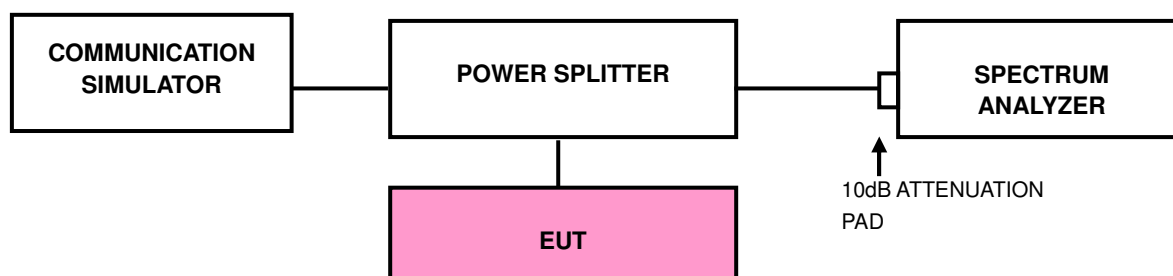 COMMUNICATION
SIMULATOR
POWER SPLITTER
SPECTRUM
ANALYZER
10dB ATTENUATION
PAD
EUT